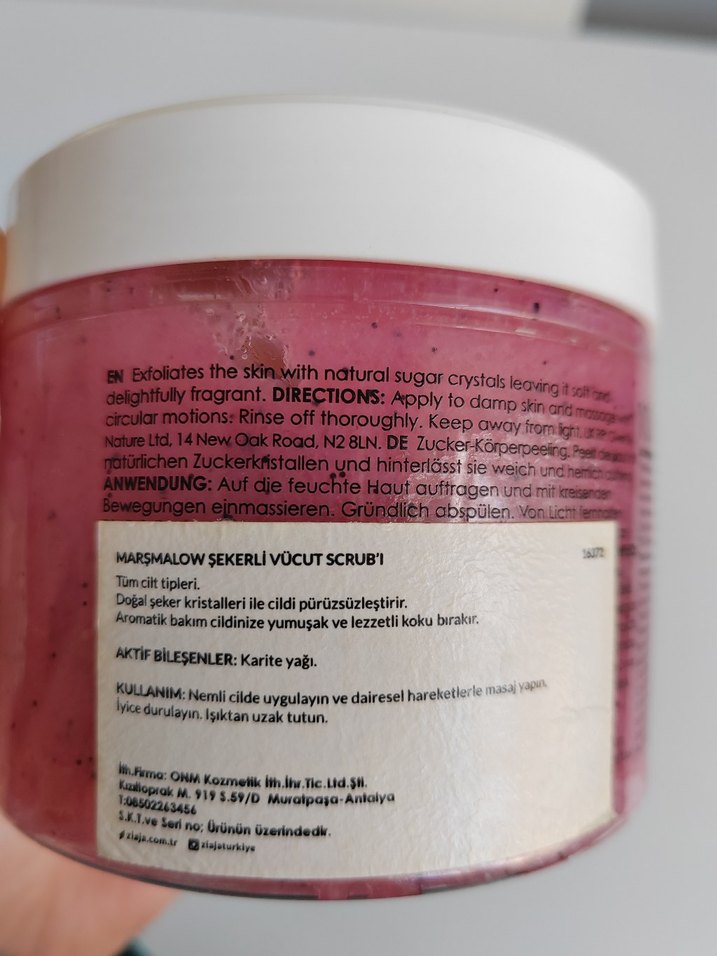 EN Exfoliates the skin with natural sugar crystals leaving it soft and
delightfully fragrant. DIRECTIONS: Apply to damp skin and massage
circular motions. Rinse off thoroughly. Keep away from light.
Nature Ltd, 14 New Oak Road, N2 8LN. DE Zucker-Körperpeeling.
natürlichen Zuckerkristallen und hinterlässt sie weich und
ANWENDUNG: Auf die feuchte Haut auftragen und mit kreisenden
Bewegungen einmassieren. Gründlich abspülen. Von Licht
MARŞMALOW ŞEKERLİ VÜCUT SCRUB'I
16372
Tüm cilt tipleri.
Doğal şeker kristalleri ile cildi pürüzsüzleştirir.
Aromatik bakım cildinize yumuşak ve lezzetli koku bırakır.
AKTİF BİLEŞENLER: Karite yağı.
KULLANIM: Nemli cilde uygulayın ve dairesel hareketlerle masaj yapın.
İyice durulayın. Işıktan uzak tutun.
İth.Firma: ONM Kozmetik İth.İhr.Tic.Ltd.Şti.
Kızıltoprak M. 919 S.59/D Muratpaşa-Antalya
T:08502263456
S.K.T.ve Seri no; Ürünün üzerindedir.
ziaja.com.tr ziajaturkiye